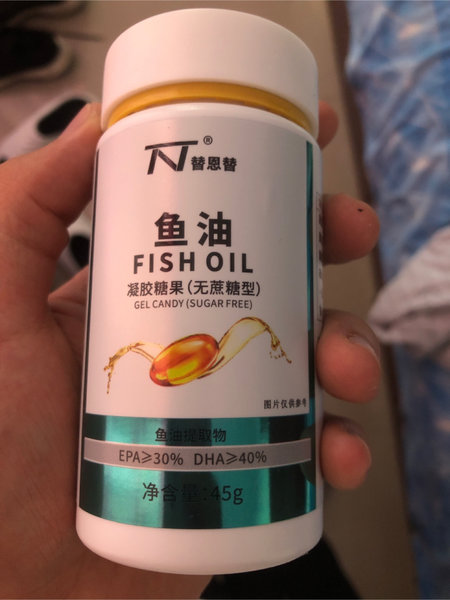 TNT® 替恩替
鱼油
FISH OIL
凝胶糖果(无蔗糖型)
GEL CANDY (SUGAR FREE)
图片仅供参考
鱼油提取物
EPA≥30% DHA≥40%
净含量:45g